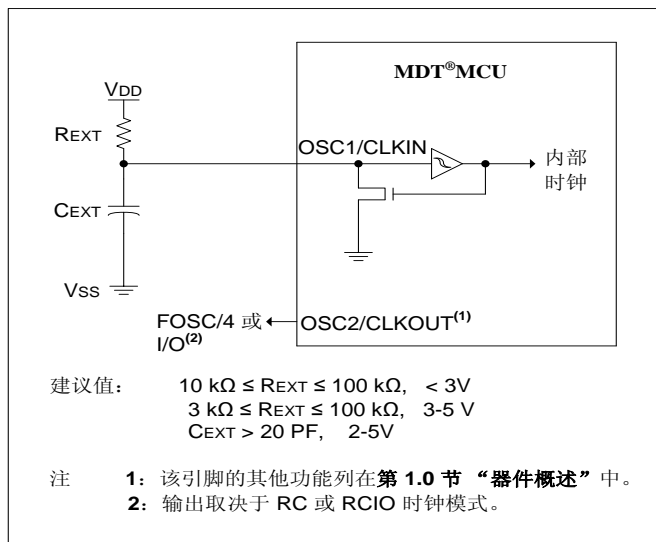 MDT®MCU
VDD
REXT
OSC1/CLKIN
内部
时钟
CEXT
VSS
FOSC/4 或
I/O(2)
OSC2/CLKOUT(1)
建议值： 10 kΩ ≤ REXT ≤ 100 kΩ, < 3V
3 kΩ ≤ REXT ≤ 100 kΩ, 3-5 V
CEXT > 20 PF, 2-5V
注 1：该引脚的其他功能列在第 1.0 节 “器件概述”中。
2：输出取决于 RC 或 RCIO 时钟模式。